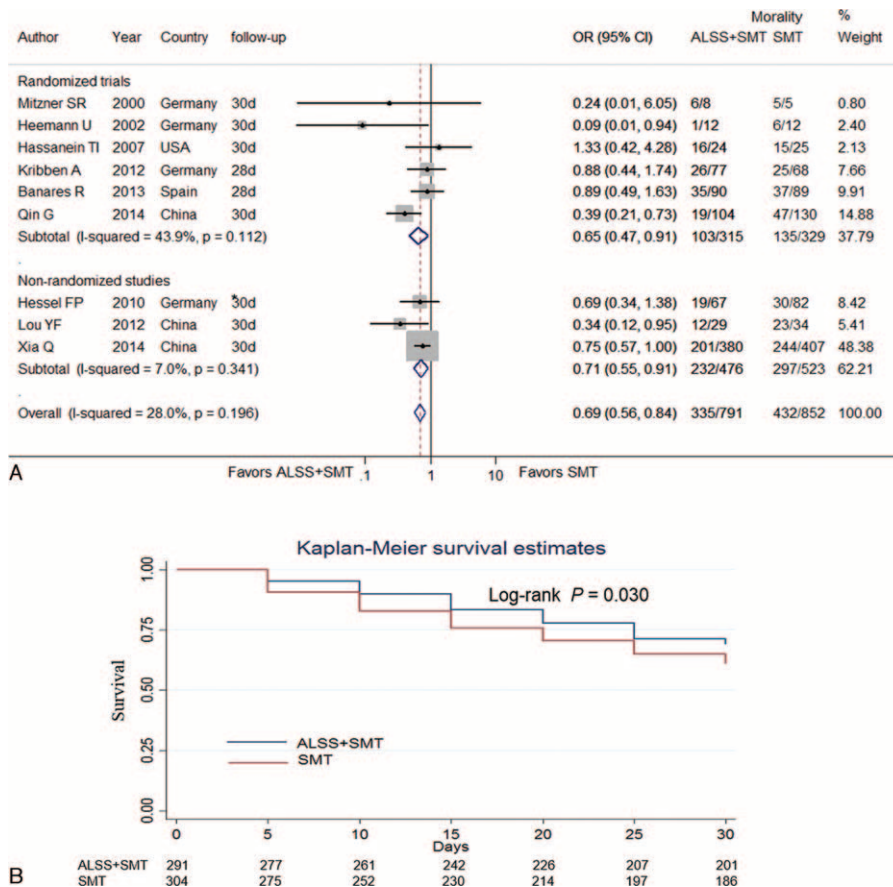 Morality %
Author Year Country follow-up OR (95% CI) ALSS+SMT SMT Weight
Randomized trials
Mitzner SR 2000 Germany 30d 0.24 (0.01, 6.05) 6/8 5/5 0.80
Heemann U 2002 Germany 30d 0.09 (0.01, 0.94) 1/12 6/12 2.40
Hassanein TI 2007 USA 30d 1.33 (0.42, 4.28) 16/24 15/25 2.13
Kribben A 2012 Germany 28d 0.88 (0.44, 1.74) 26/77 25/68 7.66
Banares R 2013 Spain 28d 0.89 (0.49, 1.63) 35/90 37/89 9.91
Qin G 2014 China 30d 0.39 (0.21, 0.73) 19/104 47/130 14.88
Subtotal (I-squared = 43.9%, p = 0.112) 0.65 (0.47, 0.91) 103/315 135/329 37.79
.
Non-randomized studies
Hessel FP 2010 Germany *30d 0.69 (0.34, 1.38) 19/67 30/82 8.42
Lou YF 2012 China 30d 0.34 (0.12, 0.95) 12/29 23/34 5.41
Xia Q 2014 China 30d 0.75 (0.57, 1.00) 201/380 244/407 48.38
Subtotal (I-squared = 7.0%, p = 0.341) 0.71 (0.55, 0.91) 232/476 297/523 62.21
.
Overall (I-squared = 28.0%, p = 0.196) 0.69 (0.56, 0.84) 335/791 432/852 100.00
A Favors ALSS+SMT .1 1 10 Favors SMT
Kaplan-Meier survival estimates
Log-rank P = 0.030
Survival
1.00
0.75
0.50
0.25
0.00
ALSS+SMT
SMT
0 5 10 15 20 25 30
Days
B
ALSS+SMT 291 277 261 242 226 207 201
SMT 304 275 252 230 214 197 186